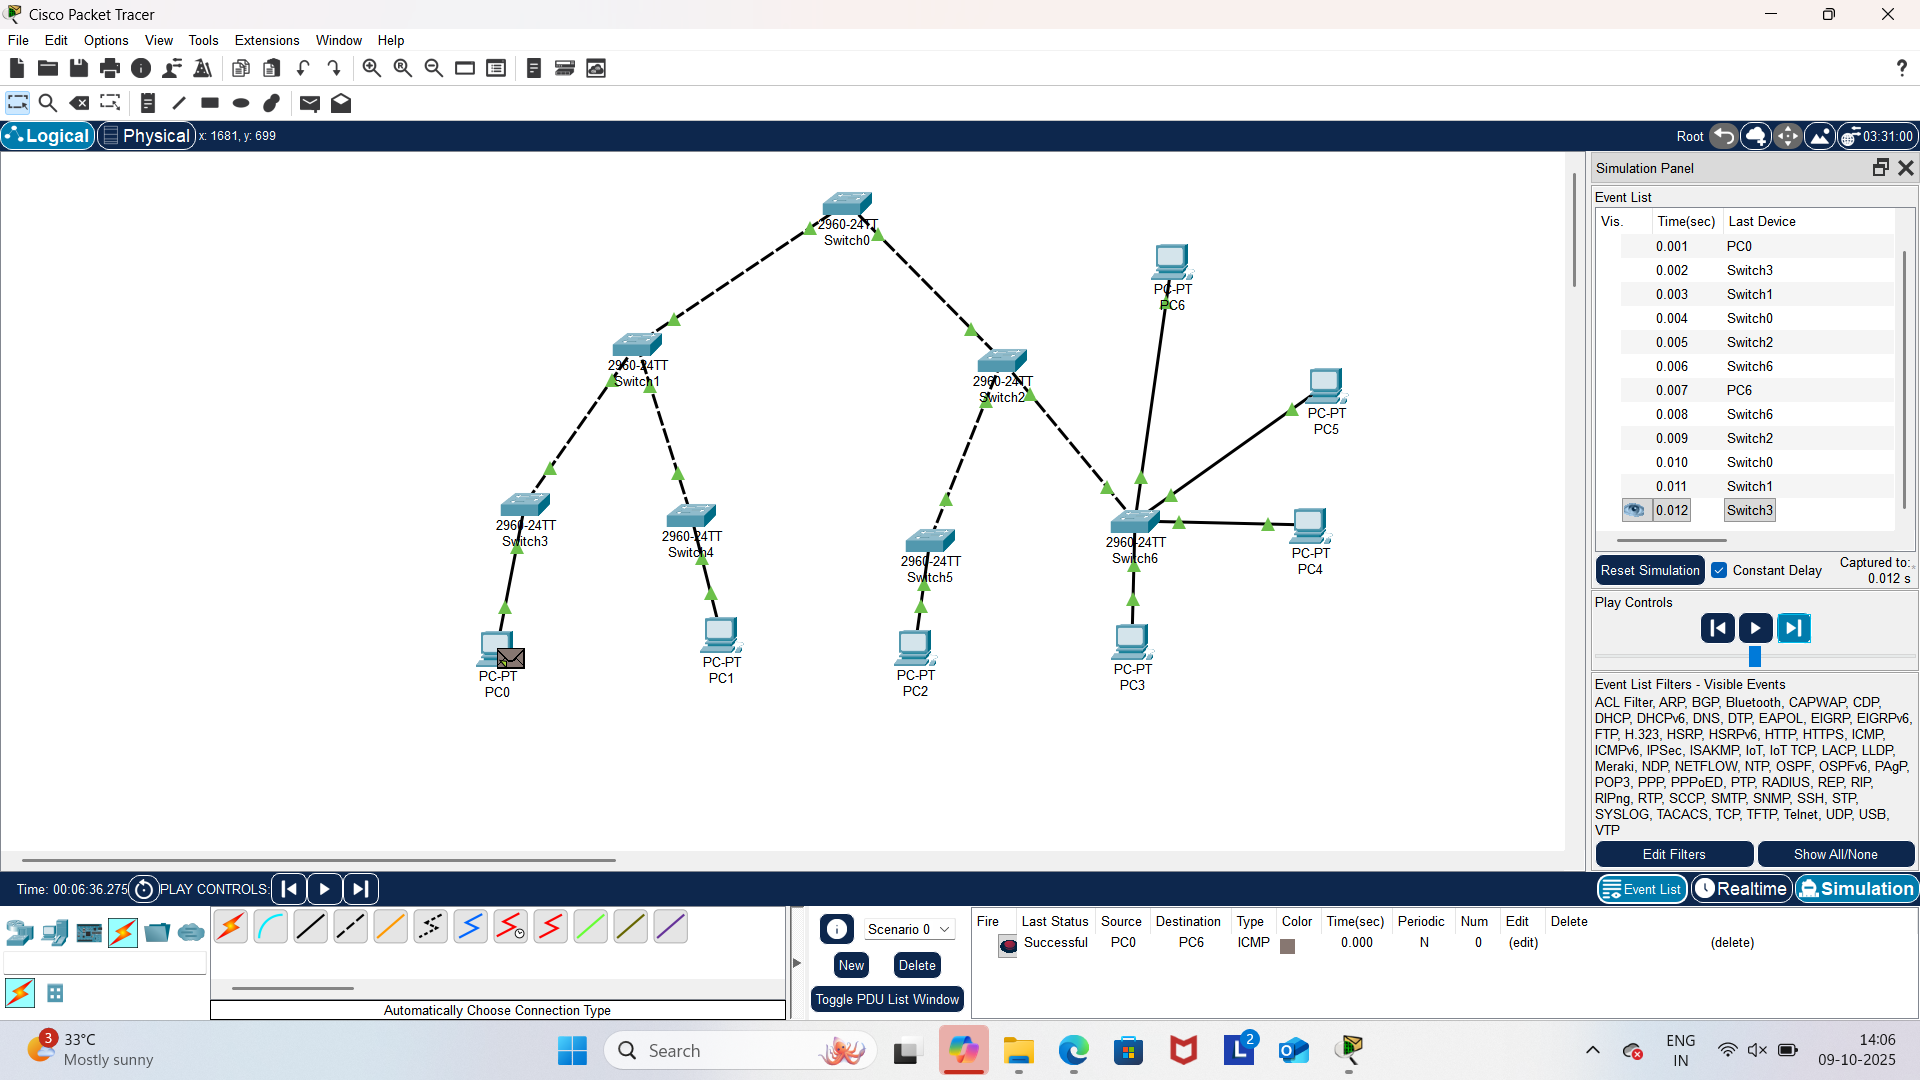 Cisco Packet Tracer
File Edit Options View Tools Extensions Window Help
?
Logical Physical x: 1681, y: 699 Root 03:31:00
2960-24TT
Switch0
PC-PT
PC6
2960-24TT
Switch1
2960-24TT
Switch2
PC-PT
PC5
2960-24TT
Switch3
2960-24TT
Switch4
2960-24TT
Switch5
2960-24TT
Switch6
PC-PT
PC4
PC-PT
PC0
PC-PT
PC1
PC-PT
PC2
PC-PT
PC3
Simulation Panel
Event List
Vis. Time(sec) Last Device
0.001 PC0
0.002 Switch3
0.003 Switch1
0.004 Switch0
0.005 Switch2
0.006 Switch6
0.007 PC6
0.008 Switch6
0.009 Switch2
0.010 Switch0
0.011 Switch1
0.012 Switch3
Reset Simulation Constant Delay Captured to:
0.012 s
Play Controls
Event List Filters - Visible Events
ACL Filter, ARP, BGP, Bluetooth, CAPWAP, CDP,
DHCP, DHCPv6, DNS, DTP, EAPOL, EIGRP, EIGRPv6,
FTP, H.323, HSRP, HSRPv6, HTTP, HTTPS, ICMP,
ICMPv6, IPSec, ISAKMP, IoT, IoT TCP, LACP, LLDP,
Meraki, NDP, NETFLOW, NTP, OSPF, OSPFv6, PAgP,
POP3, PPP, PPPoED, PTP, RADIUS, REP, RIP,
RIPng, RTP, SCCP, SMTP, SNMP, SSH, STP,
SYSLOG, TACACS, TCP, TFTP, Telnet, UDP, USB,
VTP
Edit Filters Show All/None
Time: 00:06:36.275 PLAY CONTROLS: Event List Realtime Simulation
Automatically Choose Connection Type
Scenario 0
New Delete
Toggle PDU List Window
Fire Last Status Source Destination Type Color Time(sec) Periodic Num Edit Delete
Successful PC0 PC6 ICMP 0.000 N 0 (edit) (delete)
3 33°C
Mostly sunny
Search
L 2
ENG
IN
14:06
09-10-2025